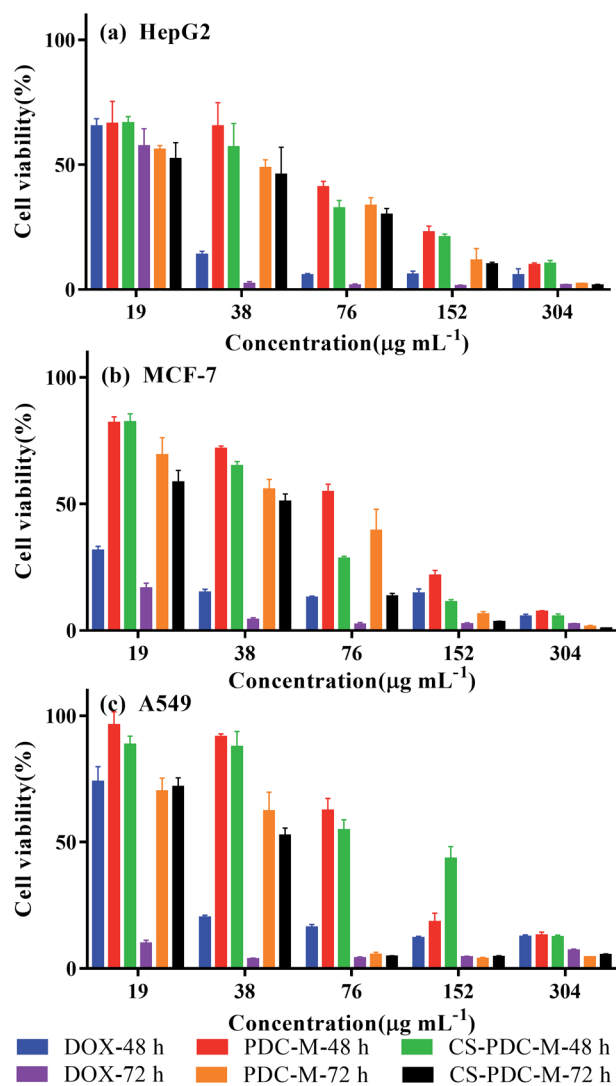 (a) HepG2
100
50
0
Cell viability(%)
19 38 76 152 304
Concentration(μg mL⁻¹)
(b) MCF-7
100
50
0
Cell viability(%)
19 38 76 152 304
Concentration(μg mL⁻¹)
(c) A549
100
50
0
Cell viability(%)
19 38 76 152 304
Concentration(μg mL⁻¹)
DOX-48 h PDC-M-48 h CS-PDC-M-48 h
DOX-72 h PDC-M-72 h CS-PDC-M-72 h